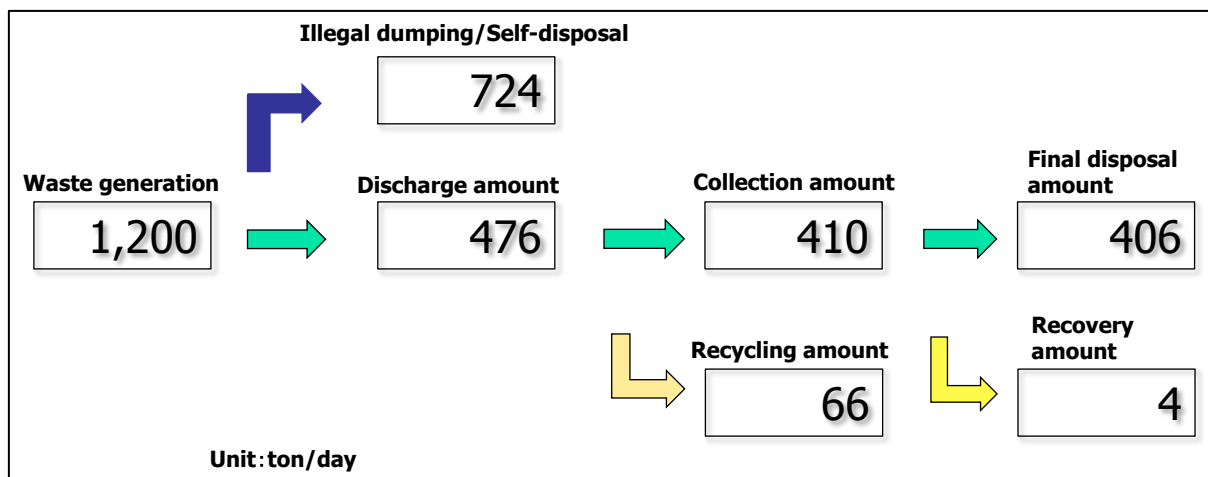 Illegal dumping/Self-disposal
724
Waste generation
1,200
Discharge amount
476
Collection amount
410
Final disposal
amount
406
Recycling amount
66
Recovery
amount
4
Unit：ton/day